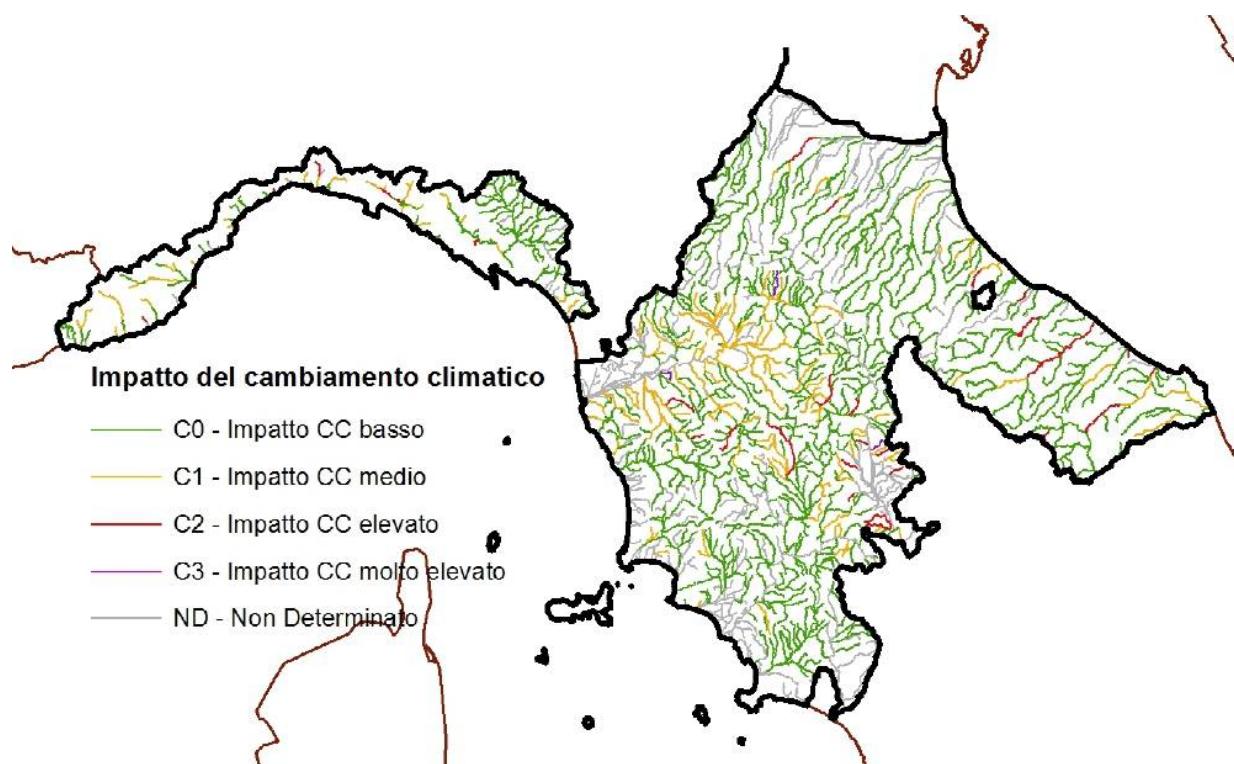 Impatto del cambiamento climatico
C0 - Impatto CC basso
C1 - Impatto CC medio
C2 - Impatto CC elevato
C3 - Impatto CC molto elevato
ND - Non Determinato